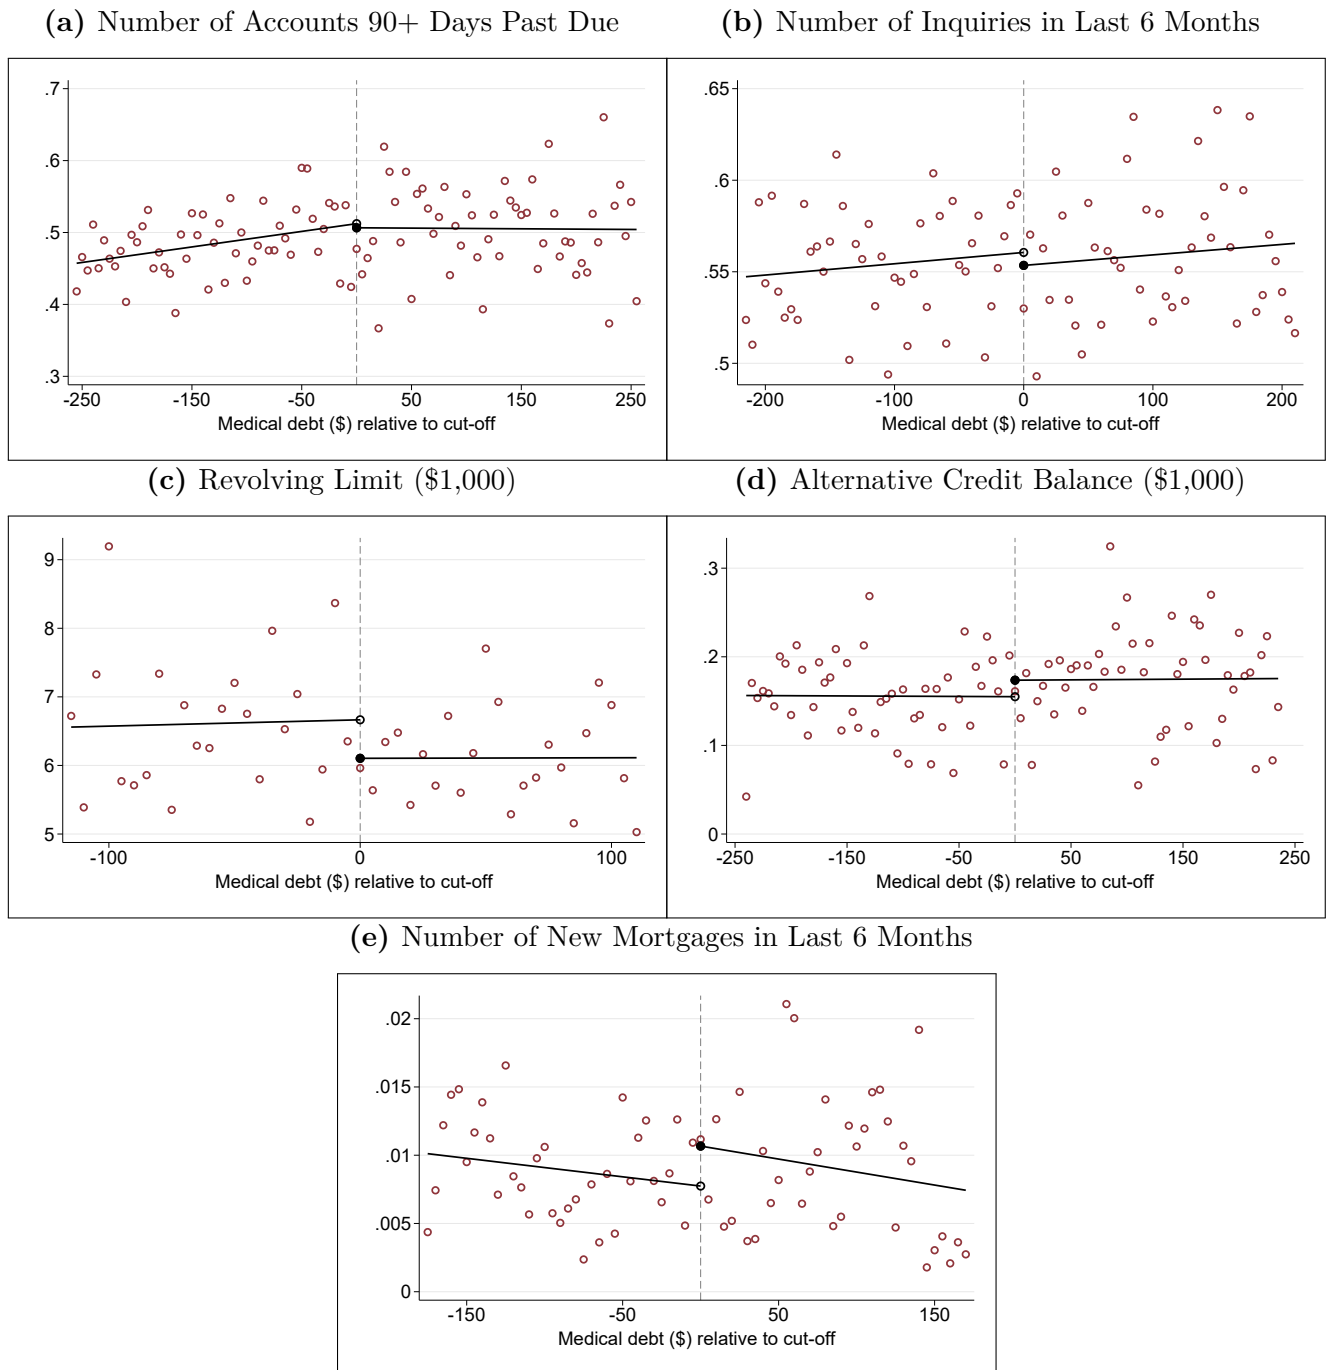 (a) Number of Accounts 90+ Days Past Due
.7
.6
.5
.4
.3
-250 -150 -50 50 150 250
Medical debt ($) relative to cut-off
(b) Number of Inquiries in Last 6 Months
.65
.6
.55
.5
-200 -100 0 100 200
Medical debt ($) relative to cut-off
(c) Revolving Limit ($1,000)
9
8
7
6
5
-100 0 100
Medical debt ($) relative to cut-off
(d) Alternative Credit Balance ($1,000)
.3
.2
.1
0
-250 -150 -50 50 150 250
Medical debt ($) relative to cut-off
(e) Number of New Mortgages in Last 6 Months
.02
.015
.01
.005
0
-150 -50 50 150
Medical debt ($) relative to cut-off